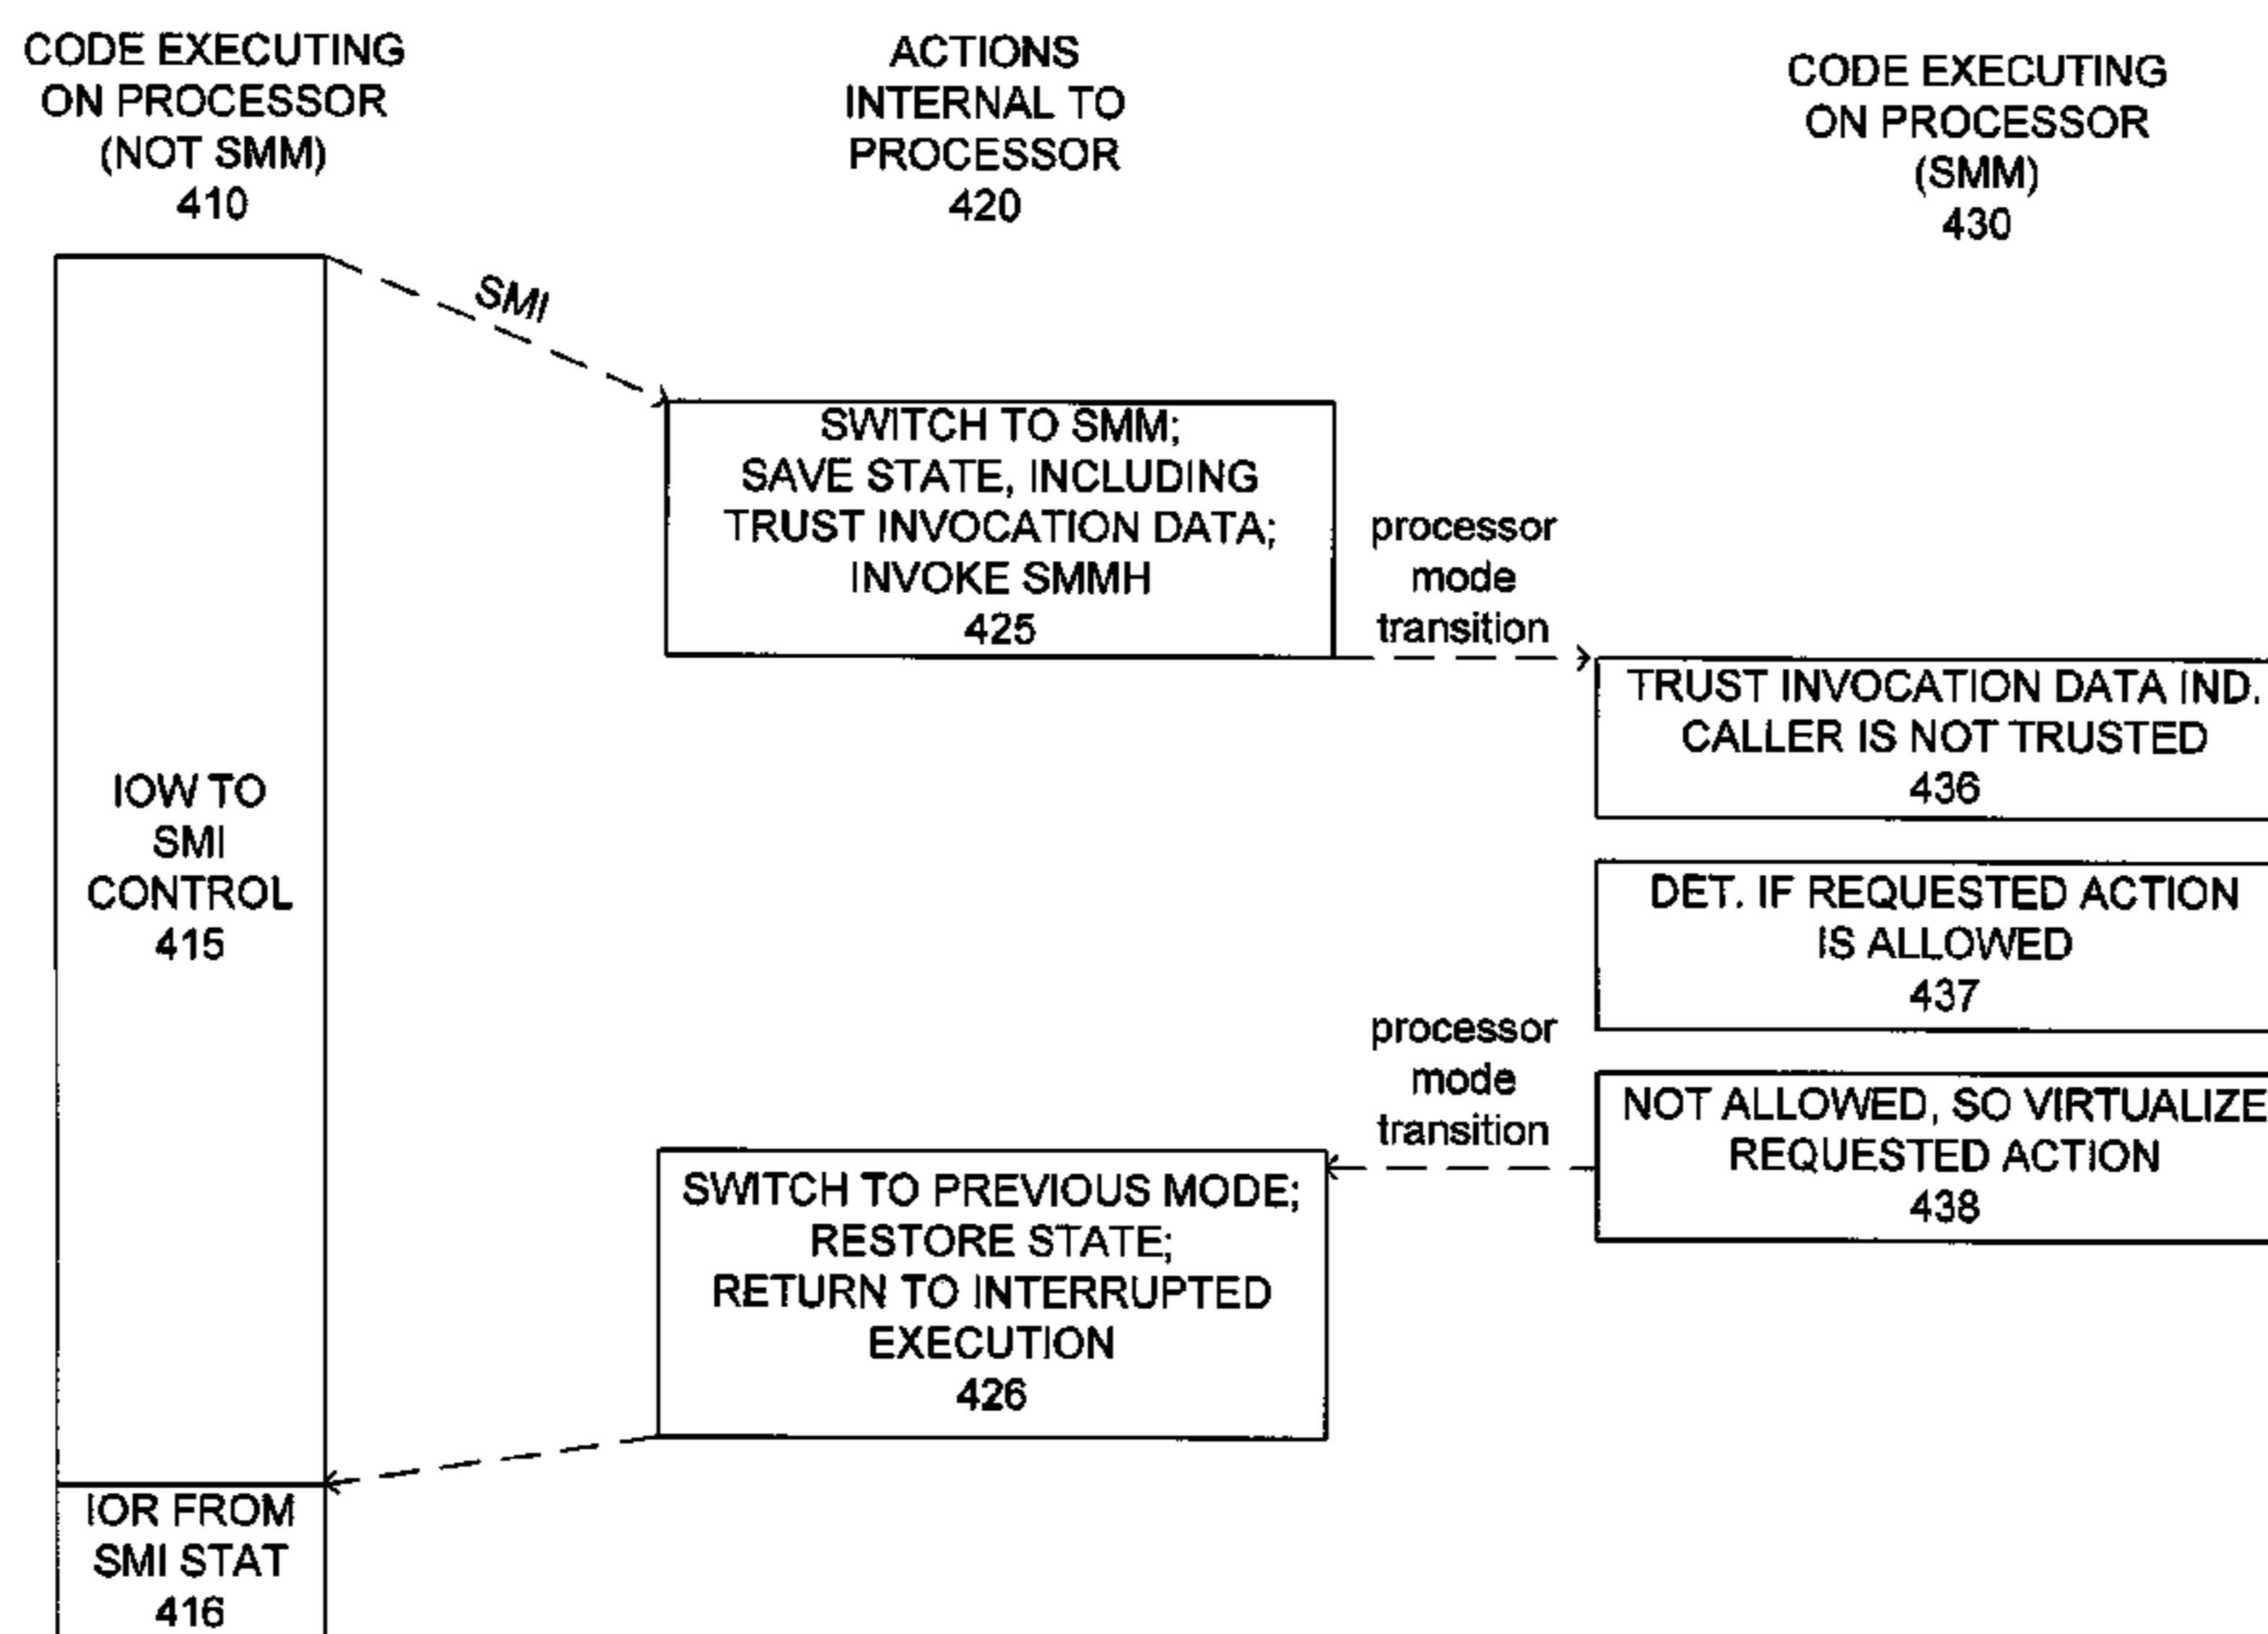 CODE EXECUTING
ON PROCESSOR
(NOT SMM)
410
ACTIONS
INTERNAL TO
PROCESSOR
420
CODE EXECUTING
ON PROCESSOR
(SMM)
430
SMI
SWITCH TO SMM;
SAVE STATE, INCLUDING
TRUST INVOCATION DATA;
INVOKE SMMH
425
processor
mode
transition
TRUST INVOCATION DATA IND.
CALLER IS NOT TRUSTED
436
IOW TO
SMI
CONTROL
415
DET. IF REQUESTED ACTION
IS ALLOWED
437
processor
mode
transition
NOT ALLOWED, SO VIRTUALIZE
REQUESTED ACTION
438
SWITCH TO PREVIOUS MODE;
RESTORE STATE;
RETURN TO INTERRUPTED
EXECUTION
426
IOR FROM
SMI STAT
416